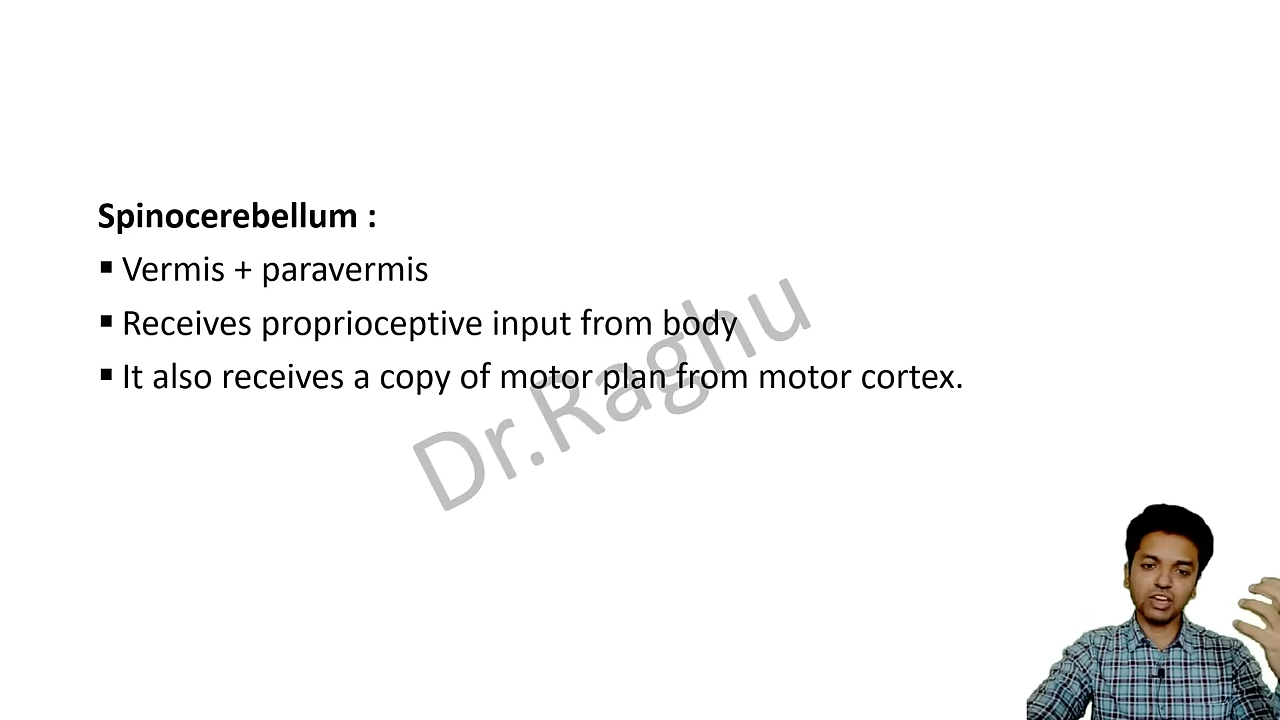 Spinocerebellum :
▪ Vermis + paravermis
▪ Receives proprioceptive input from body
▪ It also receives a copy of motor plan from motor cortex.
Dr.Raghu